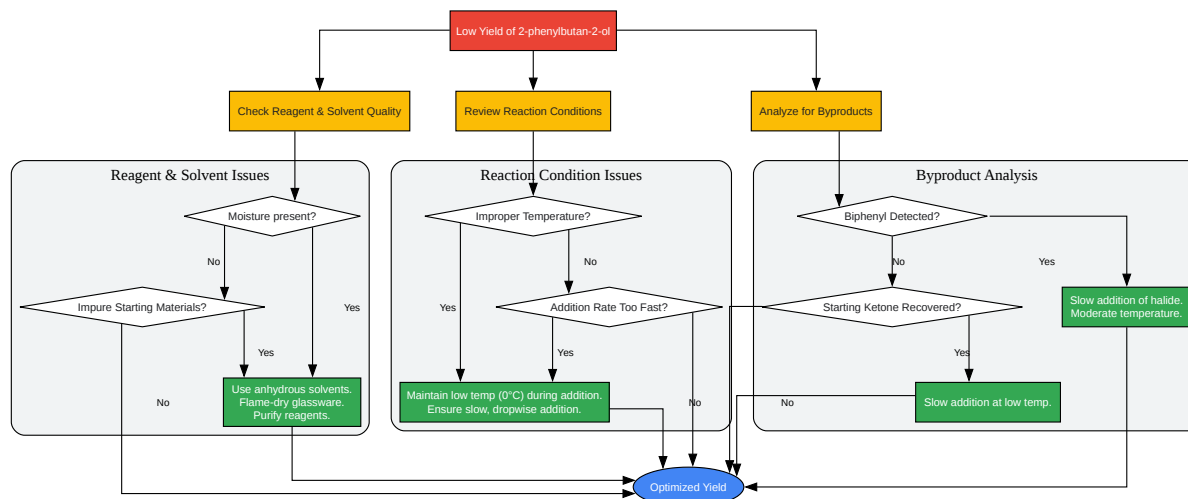 Low Yield of 2-phenylbutan-2-ol
Check Reagent & Solvent Quality
Review Reaction Conditions
Analyze for Byproducts
Reagent & Solvent Issues
Reaction Condition Issues
Byproduct Analysis
Moisture present?
Improper Temperature?
Biphenyl Detected?
No
No
No
Yes
Impure Starting Materials?
Yes
Yes
Addition Rate Too Fast?
Starting Ketone Recovered?
Slow addition of halide.
Moderate temperature.
Yes
Yes
Yes
No
Use anhydrous solvents.
Flame-dry glassware.
Purify reagents.
Maintain low temp (0°C) during addition.
Ensure slow, dropwise addition.
No
No
Slow addition at low temp.
Optimized Yield